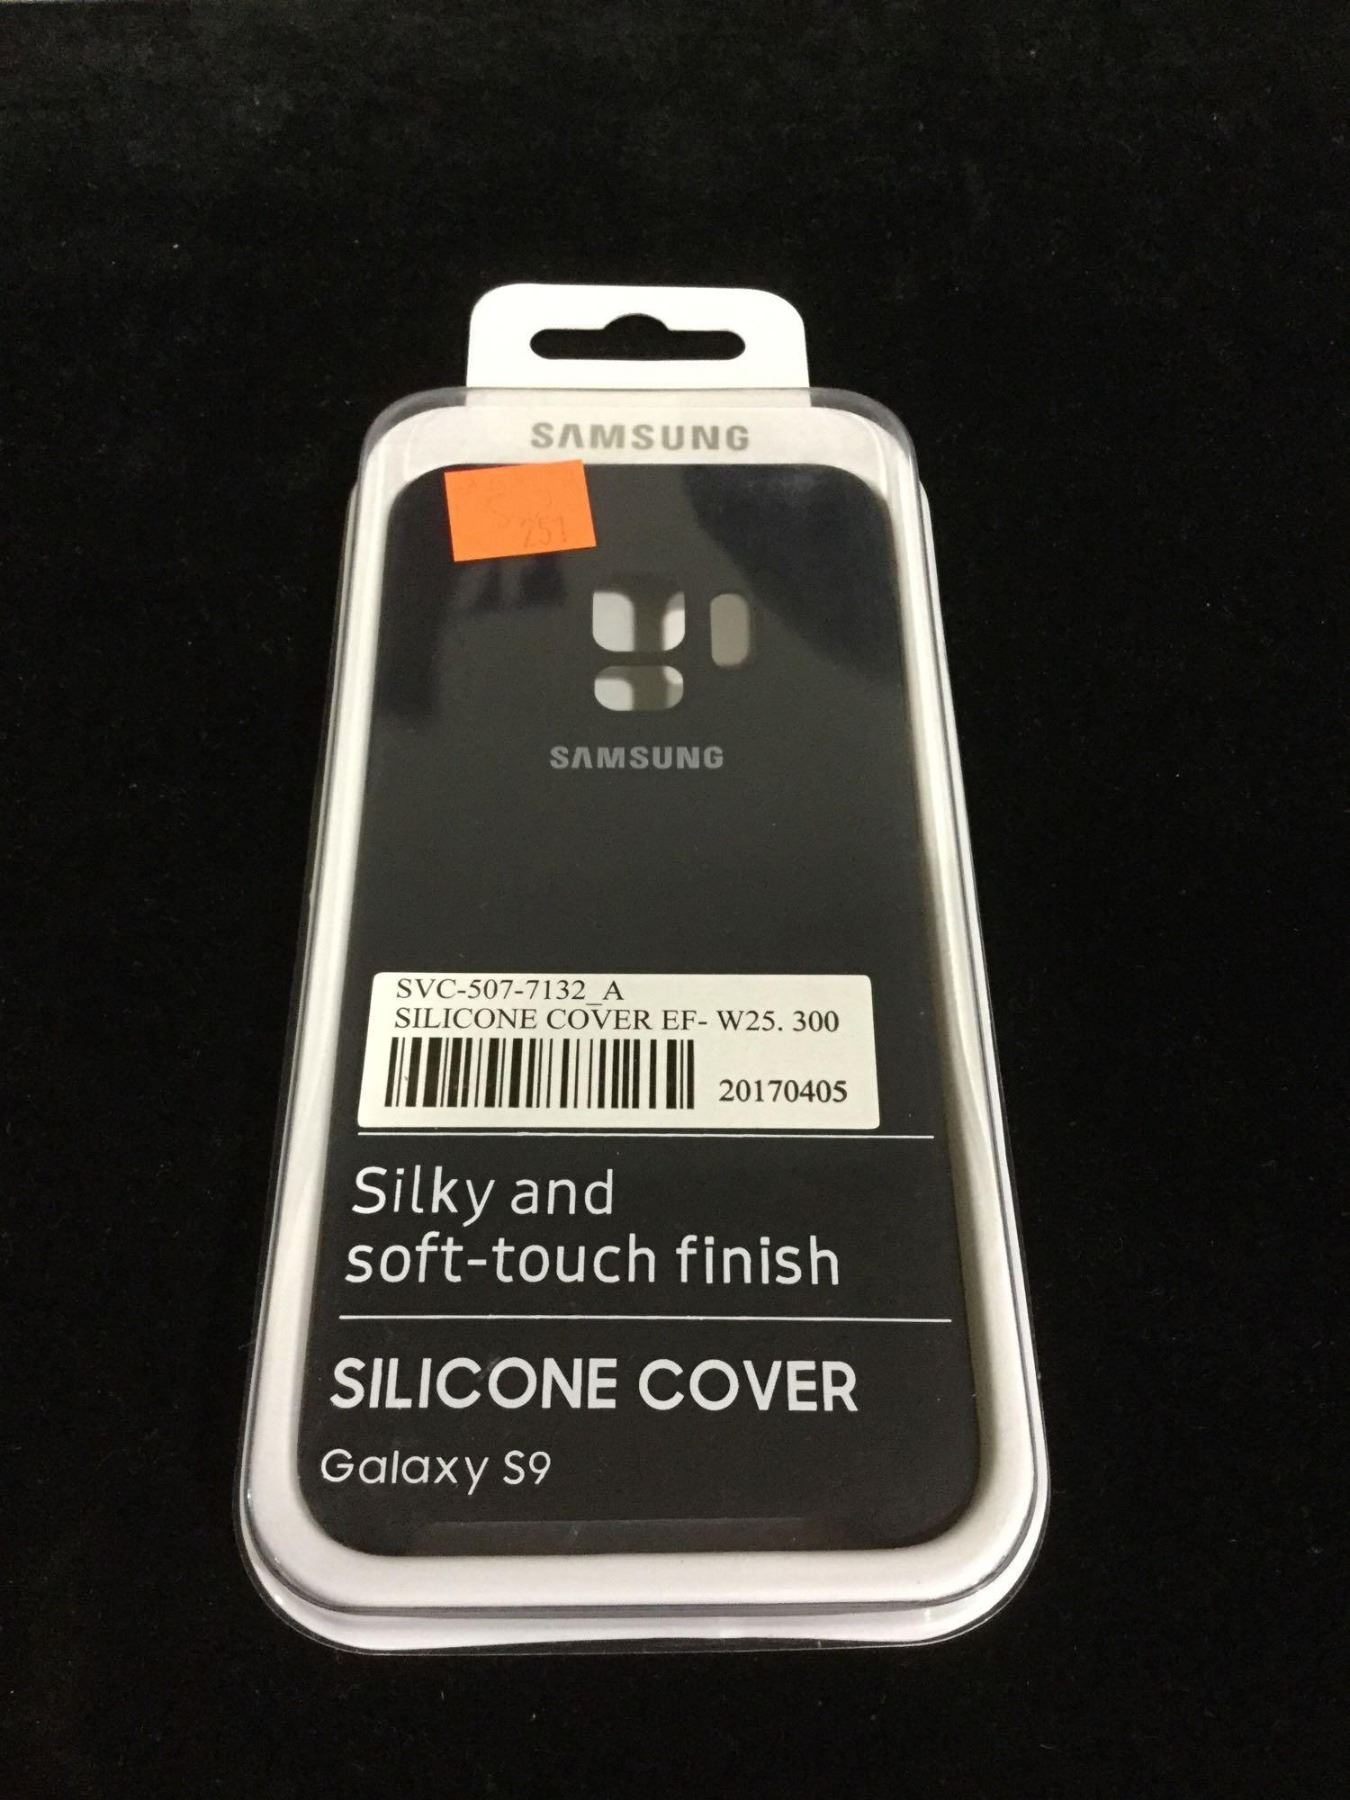 SAMSUNG
251
SAMSUNG
SVC-507-7132_A
SILICONE COVER EF- W25. 300
20170405
Silky and
soft-touch finish
SILICONE COVER
Galaxy S9